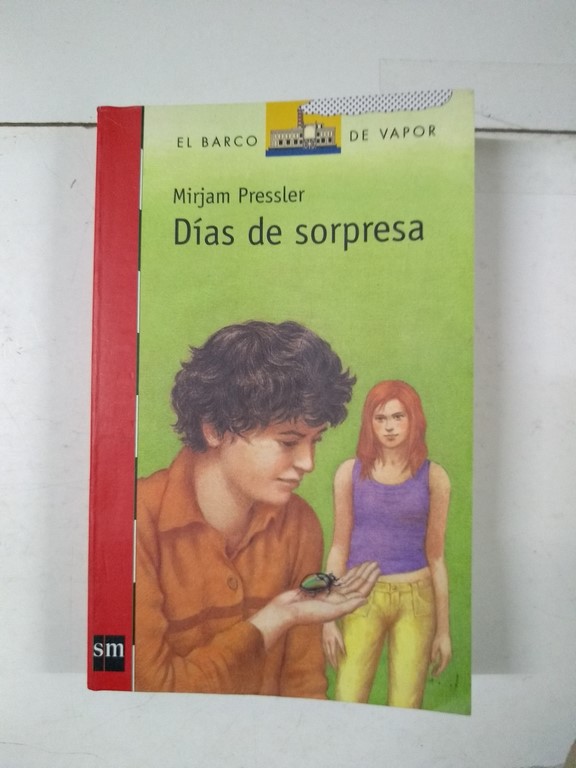 EL BARCO DE VAPOR
Mirjam Pressler
Días de sorpresa
sm